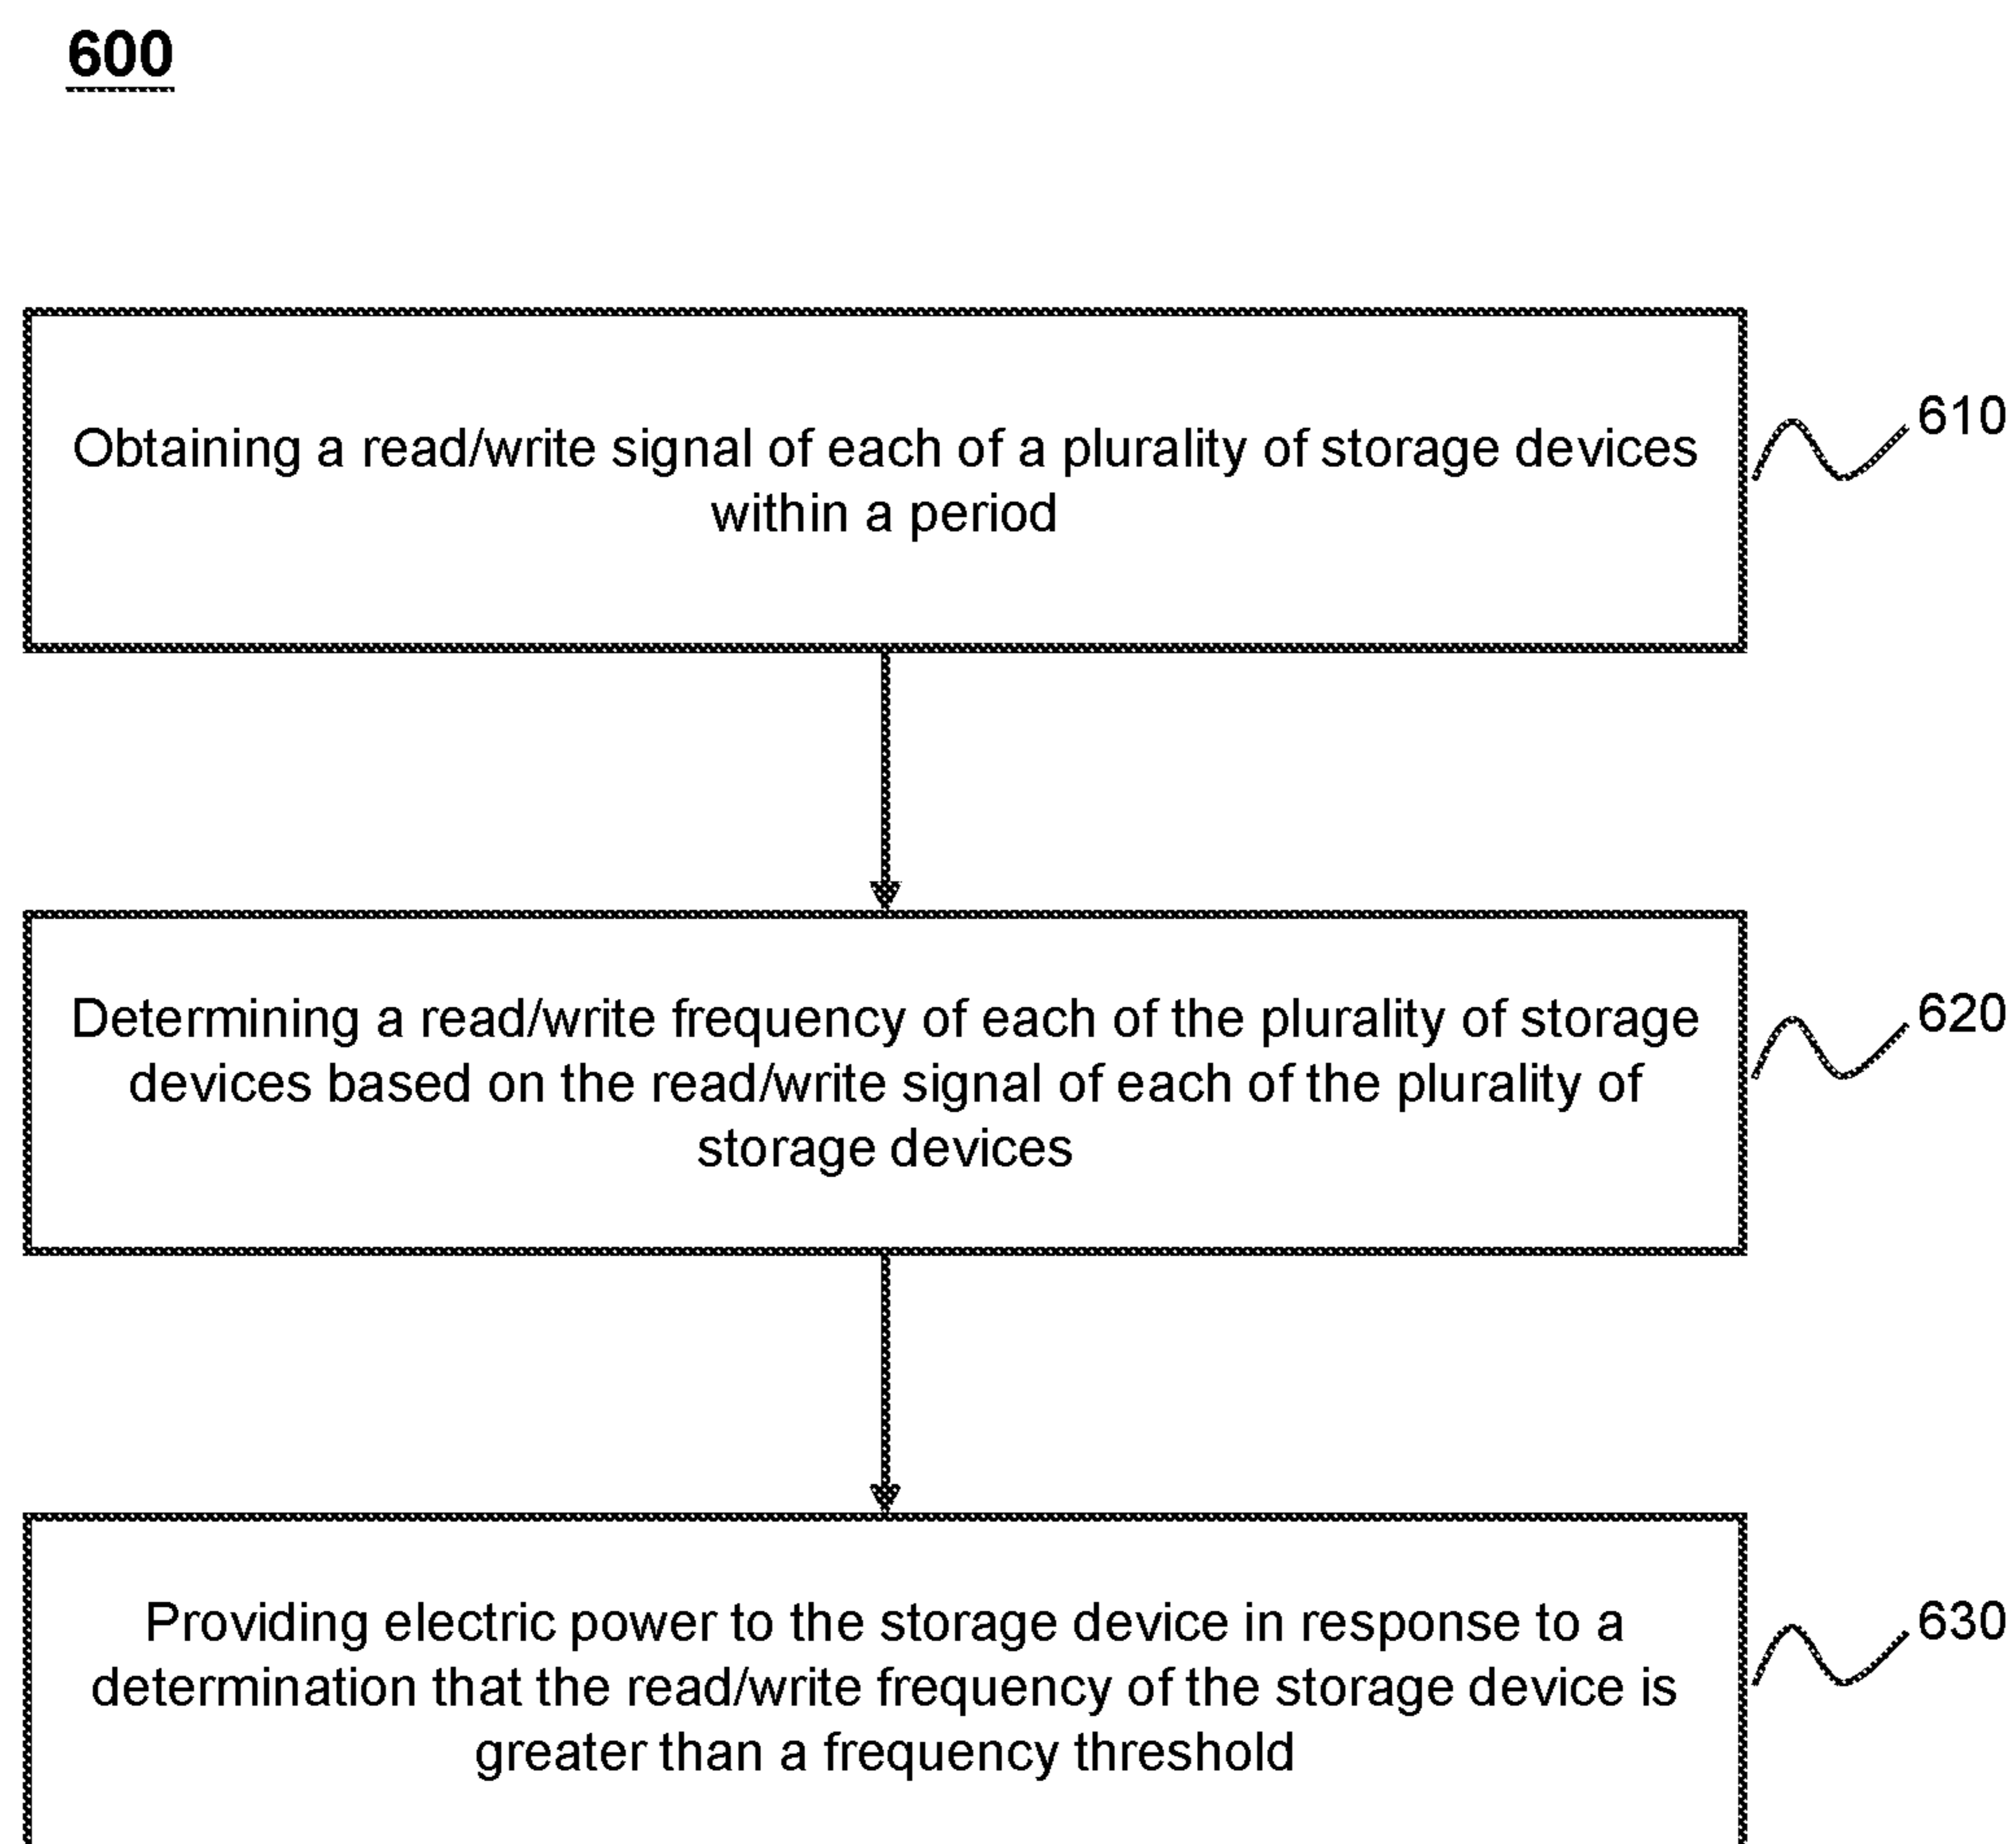 600
Obtaining a read/write signal of each of a plurality of storage devices
within a period
610
Determining a read/write frequency of each of the plurality of storage
devices based on the read/write signal of each of the plurality of
storage devices
620
Providing electric power to the storage device in response to a
determination that the read/write frequency of the storage device is
greater than a frequency threshold
630